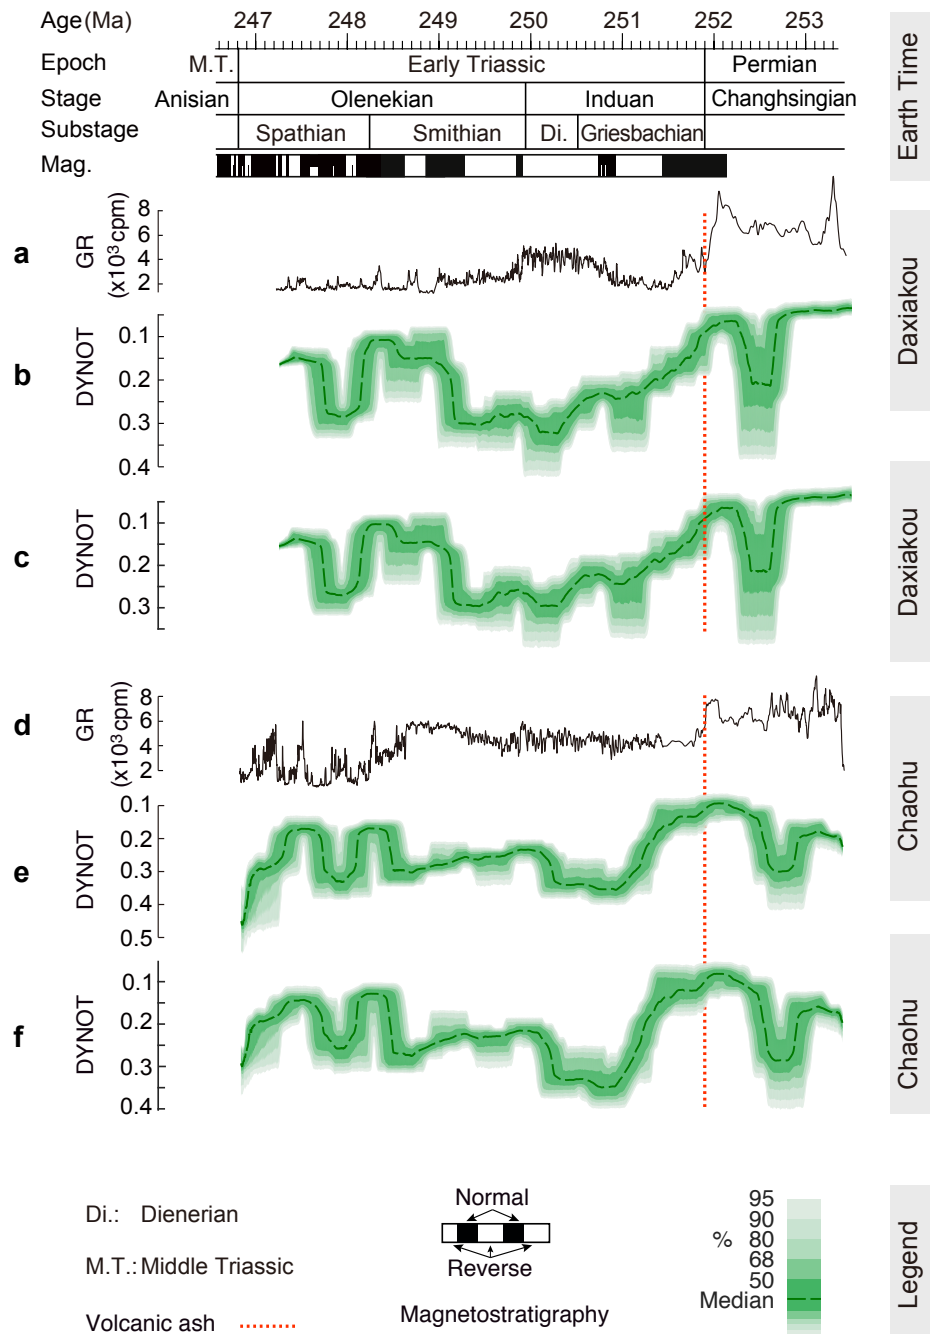 Age (Ma) 247 248 249 250 251 252 253
Epoch M.T. Early Triassic Permian
Stage Anisian Olenekian Induan Changhsingian
Substage Spathian Smithian Di. Griesbachian
Mag.
Earth Time
a GR (x10³ cpm) 8 6 4 2
b DYNOT 0.1 0.2 0.3 0.4
Daxiakou
c DYNOT 0.1 0.2 0.3
Daxiakou
d GR (x10³ cpm) 8 6 4 2
e DYNOT 0.1 0.2 0.3 0.4 0.5
Chaohu
f DYNOT 0.1 0.2 0.3 0.4
Chaohu
Di.: Dienerian
M.T.: Middle Triassic
Volcanic ash
Normal
Reverse
Magnetostratigraphy
95
90
% 80
68
50
Median
Legend